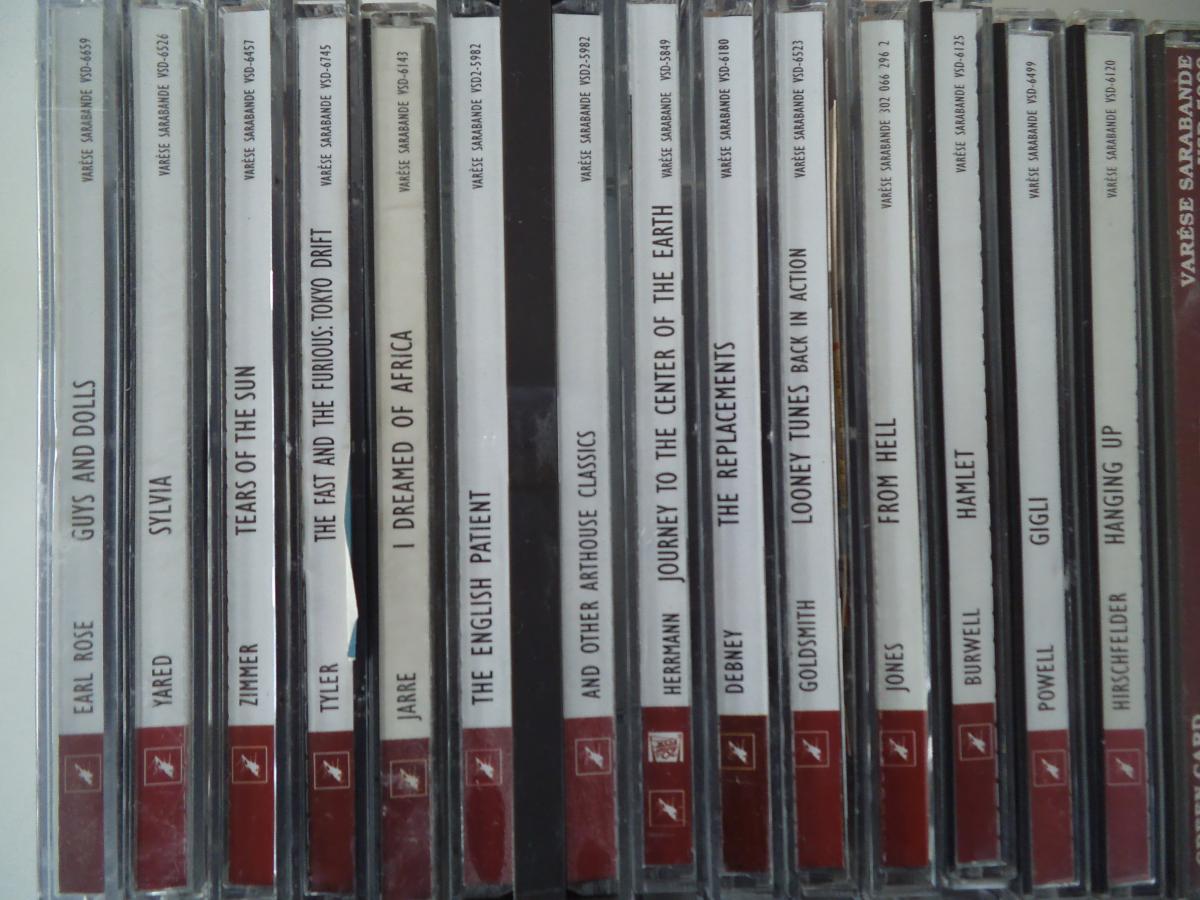 EARL ROSE GUYS AND DOLLS VARÈSE SARABANDE VSD-6659
YARED SYLVIA VARÈSE SARABANDE VSD-6526
ZIMMER TEARS OF THE SUN VARÈSE SARABANDE VSD-6457
TYLER THE FAST AND THE FURIOUS: TOKYO DRIFT VARÈSE SARABANDE VSD-6745
JARRE I DREAMED OF AFRICA VARÈSE SARABANDE VSD-6143
THE ENGLISH PATIENT VARÈSE SARABANDE VSD2-5982
AND OTHER ARTHOUSE CLASSICS VARÈSE SARABANDE VSD2-5982
HERRMANN JOURNEY TO THE CENTER OF THE EARTH VARÈSE SARABANDE VSD-5849
DEBNEY THE REPLACEMENTS VARÈSE SARABANDE VSD-6180
GOLDSMITH LOONEY TUNES BACK IN ACTION VARÈSE SARABANDE VSD-6523
JONES FROM HELL VARÈSE SARABANDE 302 066 296 2
BURWELL HAMLET VARÈSE SARABANDE VSD-6125
POWELL GIGLI VARÈSE SARABANDE VSD-6499
HIRSCHFELDER HANGING UP VARÈSE SARABANDE VSD-6120
VARÈSE SARABANDE